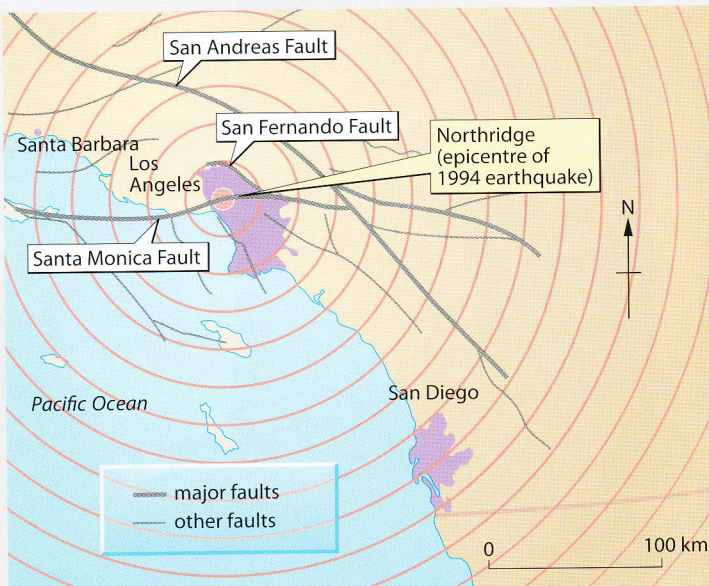 San Andreas Fault
San Fernando Fault
Northridge
(epicentre of
1994 earthquake)
Santa Barbara
Los
Angeles
N
Santa Monica Fault
San Diego
Pacific Ocean
major faults
other faults
0 100 km